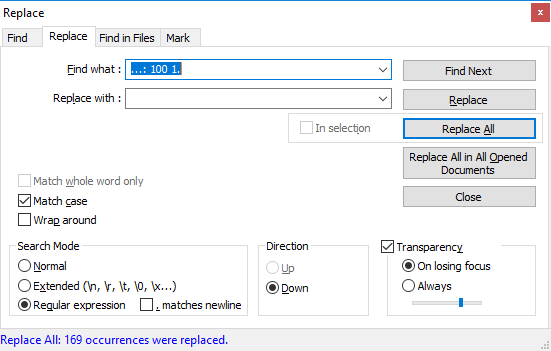 Replace
Find
Replace
Find in Files
Mark
Find what :
...: 100 1.
Find Next
Replace with :
Replace
In selection
Replace All
Replace All in All Opened
Documents
Match whole word only
Close
Match case
Wrap around
Search Mode
Normal
Extended (\n, \r, \t, \0, \x...)
Regular expression
. matches newline
Direction
Up
Down
Transparency
On losing focus
Always
Replace All: 169 occurrences were replaced.